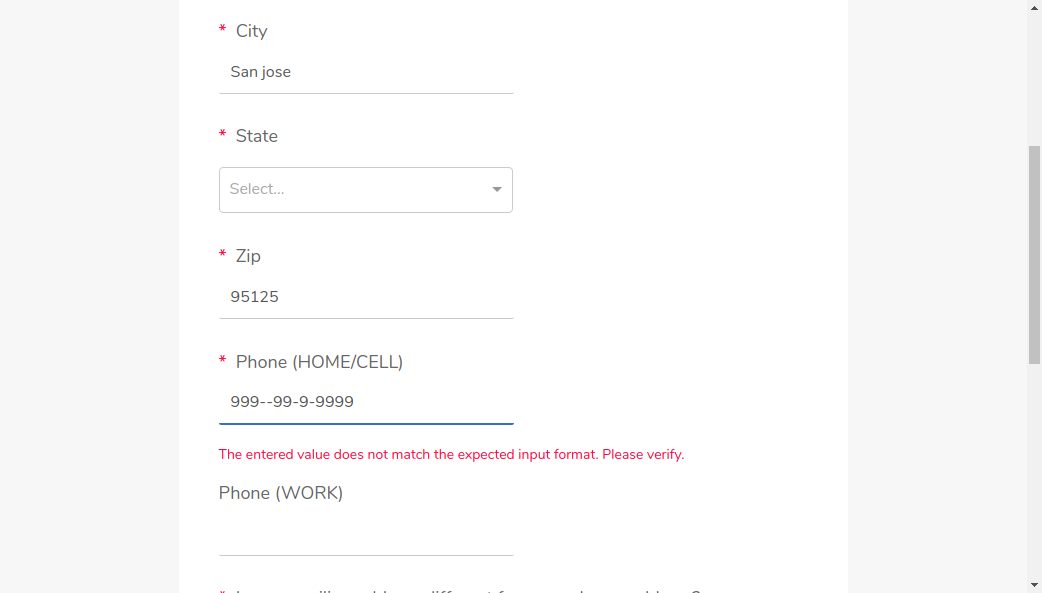 * City
San jose
* State
Select...
* Zip
95125
* Phone (HOME/CELL)
999--99-9-9999
The entered value does not match the expected input format. Please verify.
Phone (WORK)